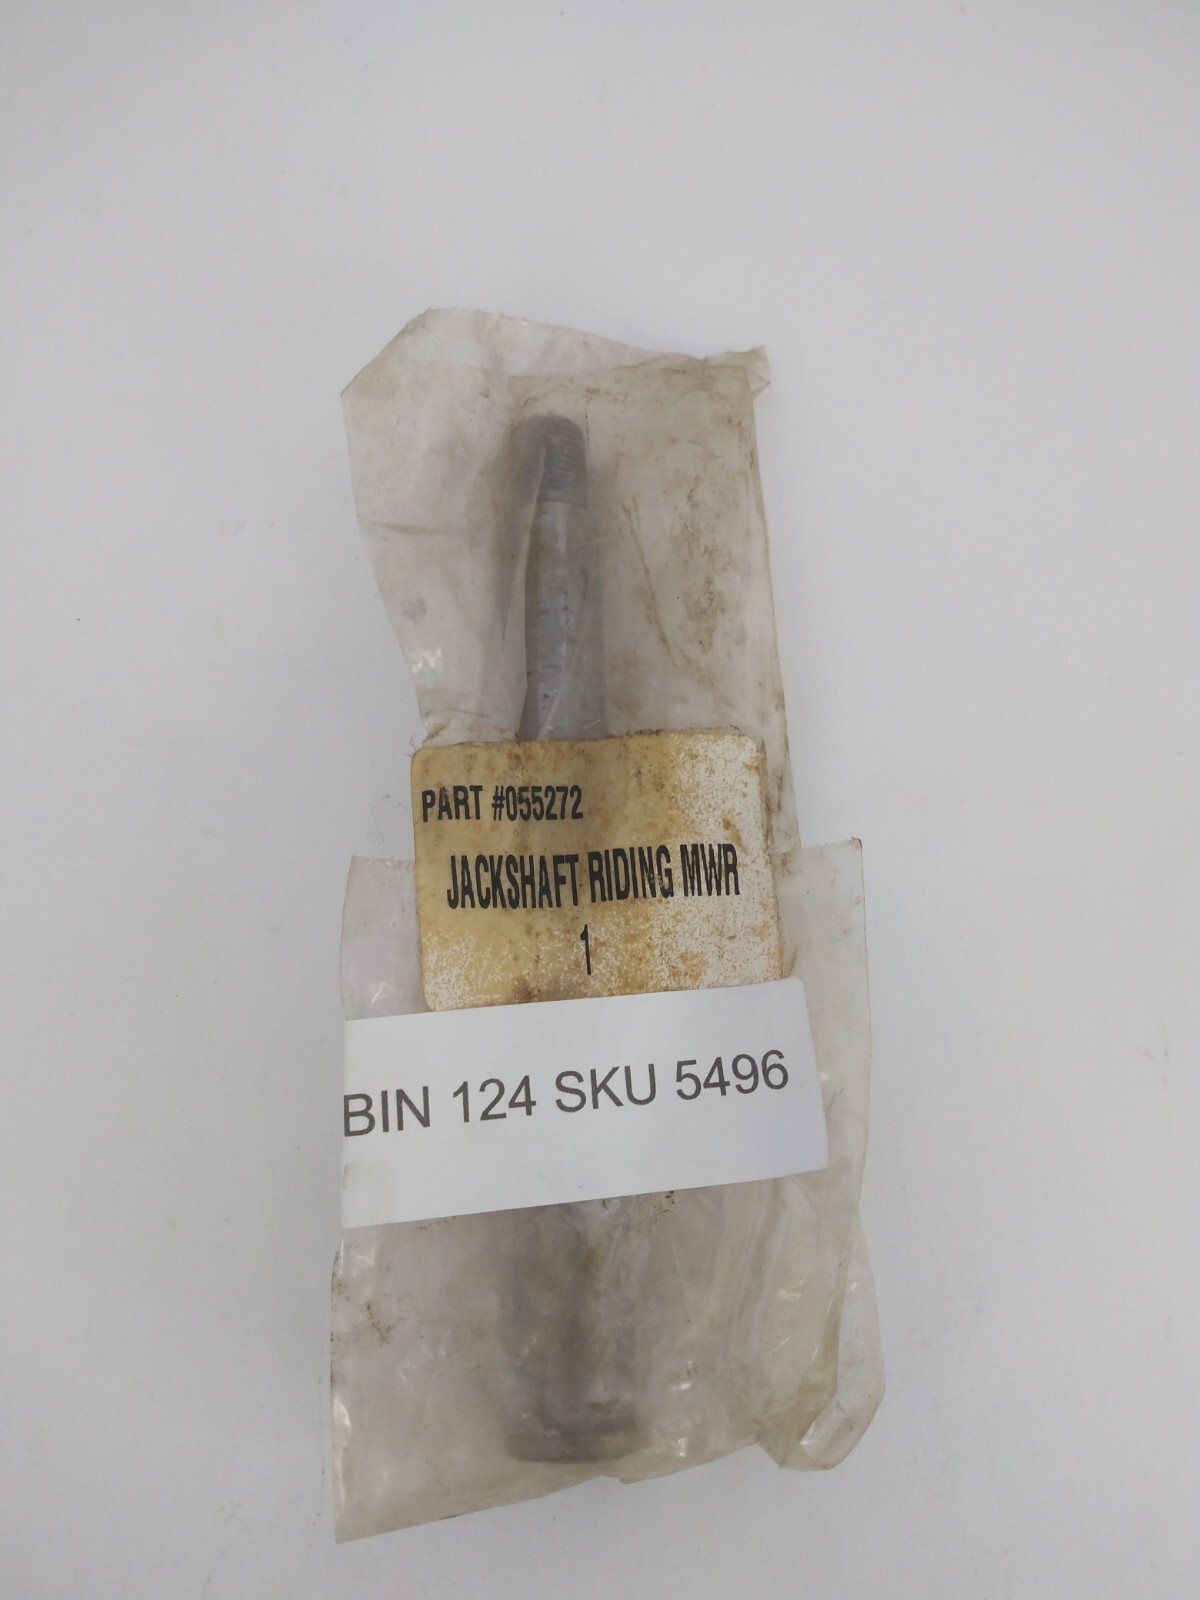 PART #055272
JACKSHAFT RIDING MWR
1
BIN 124 SKU 5496